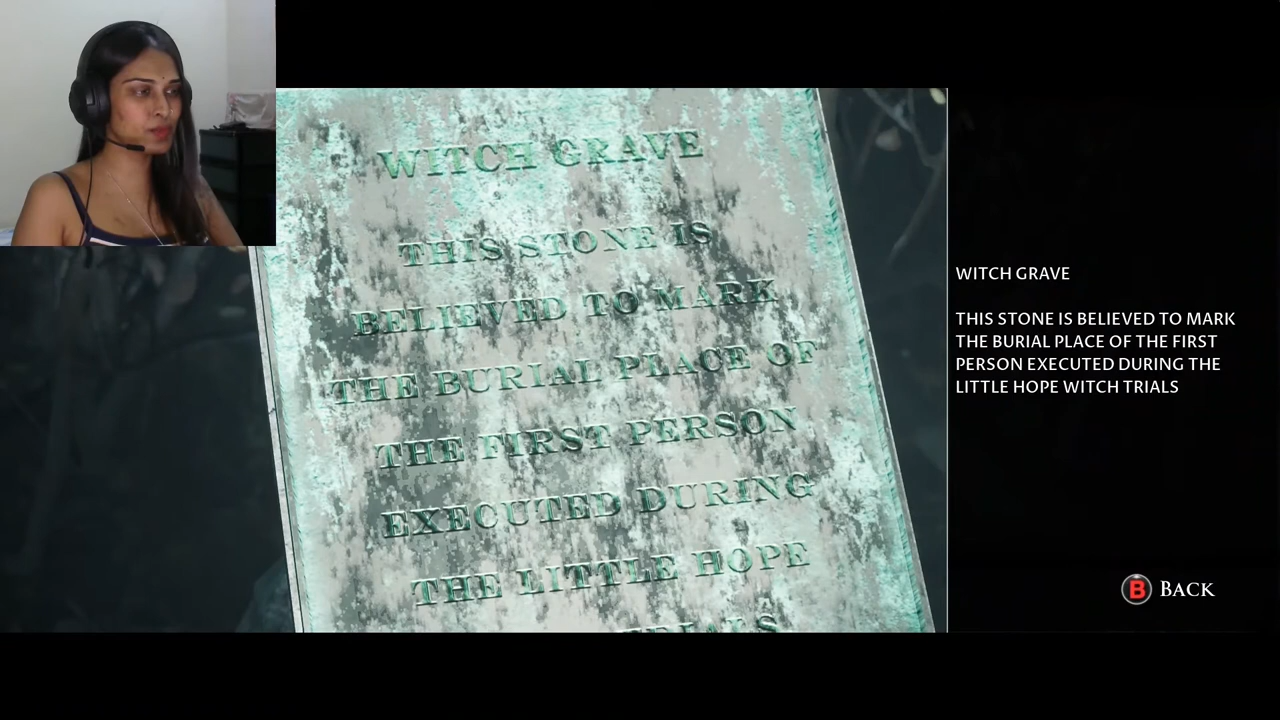 WITCH GRAVE
THIS STONE IS
BELIEVED TO MARK
THE BURIAL PLACE OF
THE FIRST PERSON
EXECUTED DURING
THE LITTLE HOPE
TRIALS
WITCH GRAVE
THIS STONE IS BELIEVED TO MARK
THE BURIAL PLACE OF THE FIRST
PERSON EXECUTED DURING THE
LITTLE HOPE WITCH TRIALS
B BACK